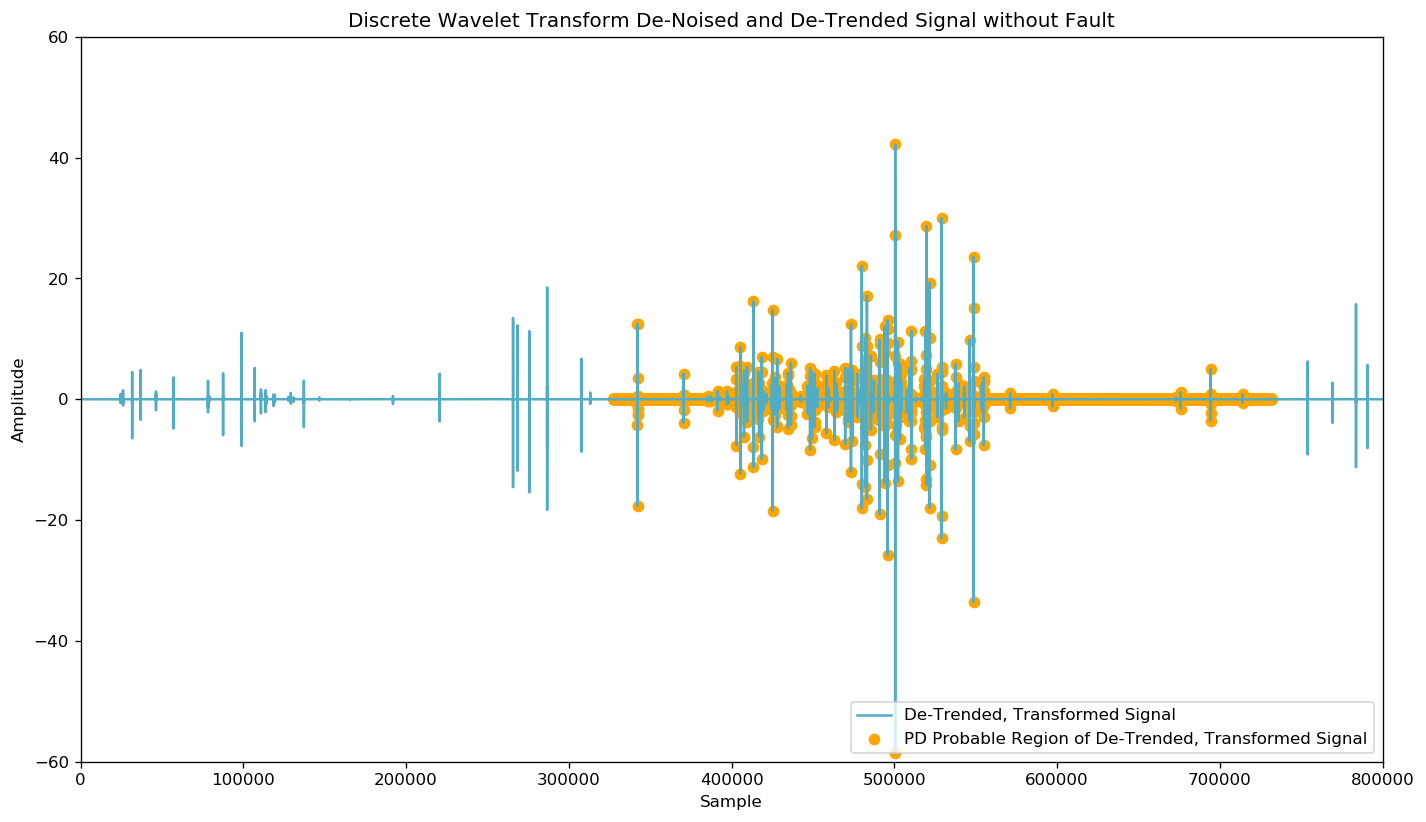 Discrete Wavelet Transform De-Noised and De-Trended Signal without Fault
60
40
20
0
−20
−40
−60
Amplitude
De-Trended, Transformed Signal
PD Probable Region of De-Trended, Transformed Signal
0 100000 200000 300000 400000 500000 600000 700000 800000
Sample